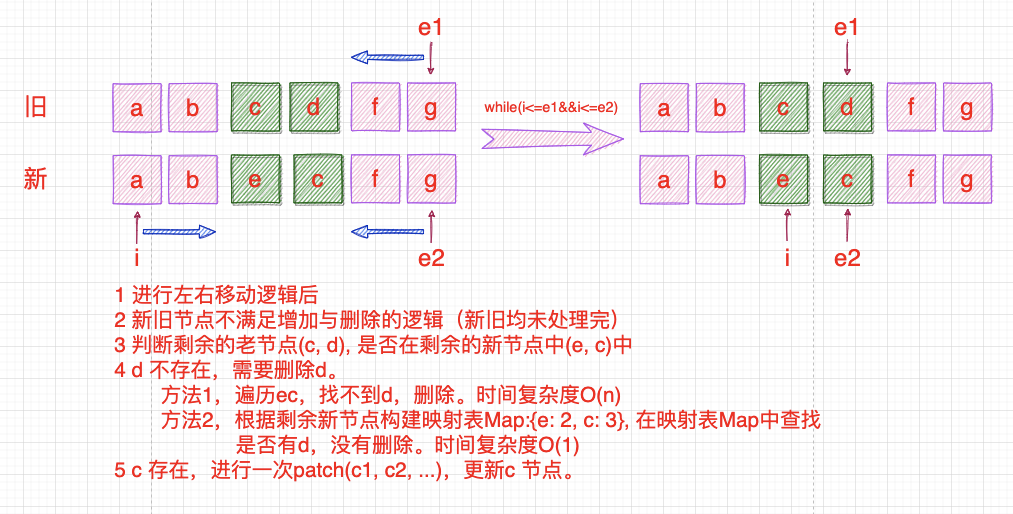 e1 e1
旧 a b c d f g while(i<=e1&&i<=e2) a b c d f g
新 a b e c f g a b e c f g
i e2 i e2
1 进行左右移动逻辑后
2 新旧节点不满足增加与删除的逻辑（新旧均未处理完）
3 判断剩余的老节点(c, d), 是否在剩余的新节点中(e, c)中
4 d 不存在，需要删除d。
方法1，遍历ec，找不到d，删除。时间复杂度O(n)
方法2，根据剩余新节点构建映射表Map:{e: 2, c: 3}, 在映射表Map中查找
是否有d，没有删除。时间复杂度O(1)
5 c 存在，进行一次patch(c1, c2, ...)，更新c 节点。